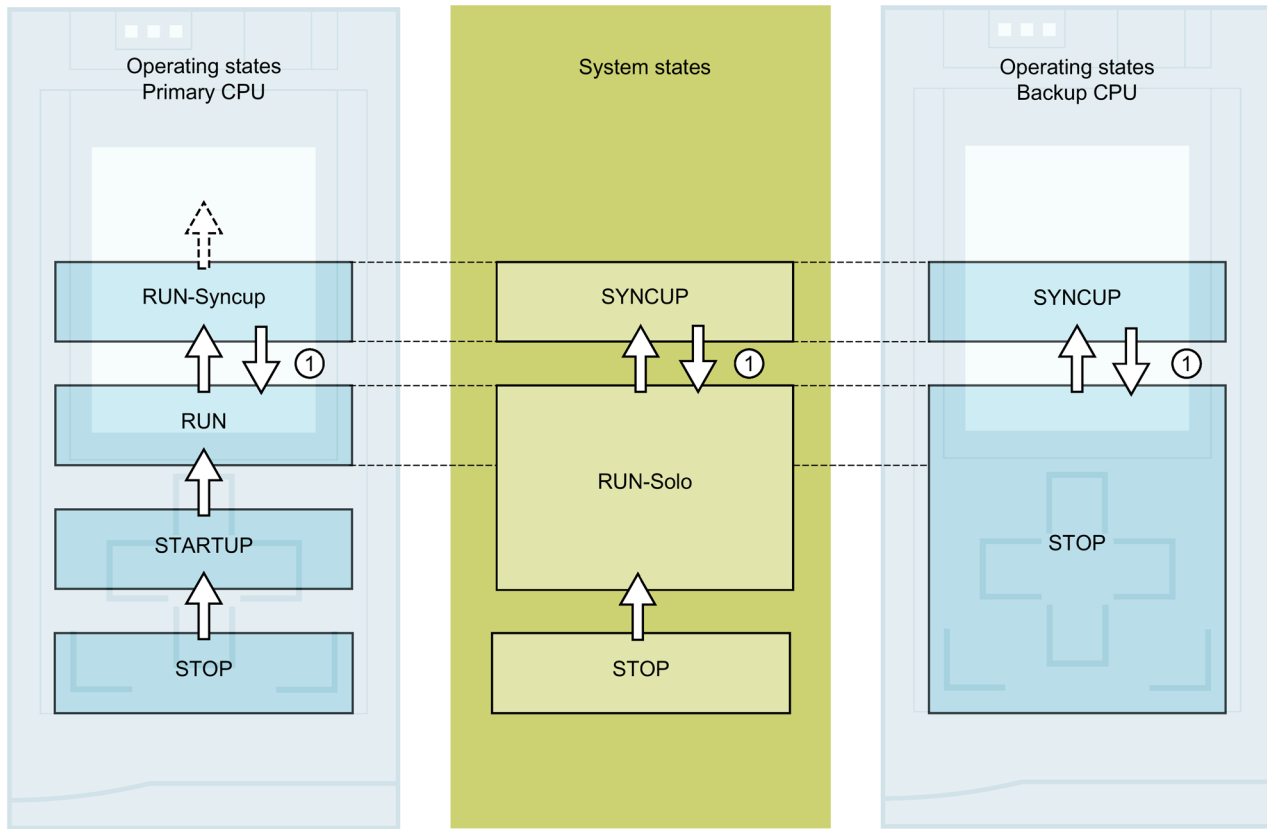 Operating states
Primary CPU
RUN-Syncup
①
RUN
STARTUP
STOP
System states
SYNCUP
①
RUN-Solo
STOP
Operating states
Backup CPU
SYNCUP
①
STOP